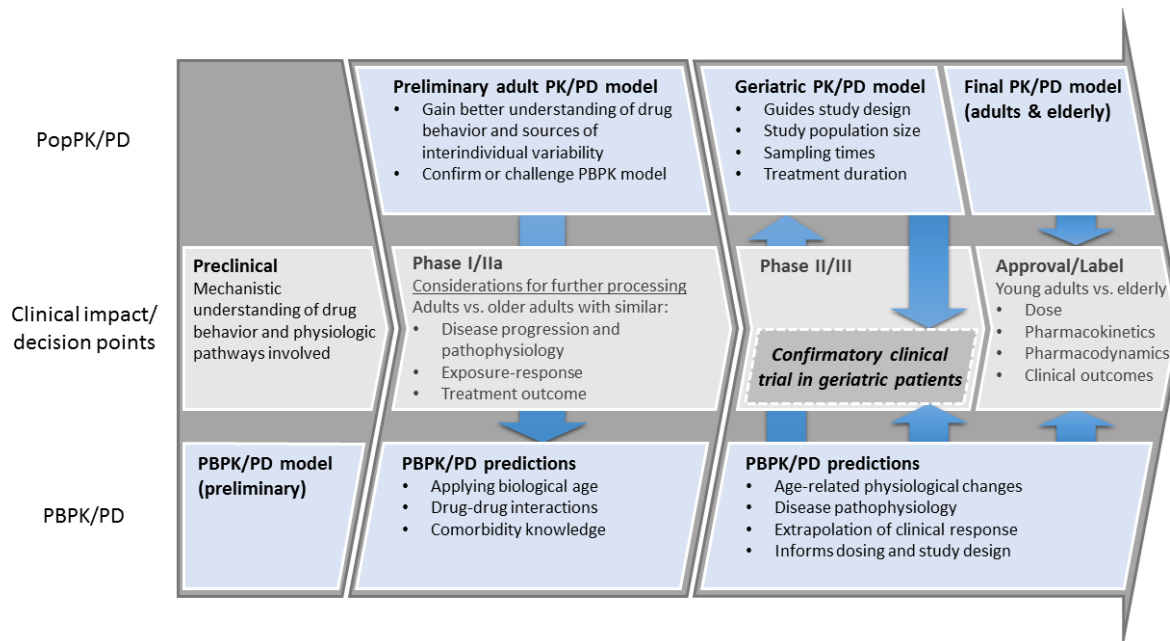 PopPK/PD
Preliminary adult PK/PD model
• Gain better understanding of drug
behavior and sources of
interindividual variability
• Confirm or challenge PBPK model
Geriatric PK/PD model
• Guides study design
• Study population size
• Sampling times
• Treatment duration
Final PK/PD model
(adults & elderly)
Clinical impact/
decision points
Preclinical
Mechanistic
understanding of drug
behavior and physiologic
pathways involved
Phase I/IIa
Considerations for further processing
Adults vs. older adults with similar:
• Disease progression and
pathophysiology
• Exposure-response
• Treatment outcome
Phase II/III
Confirmatory clinical
trial in geriatric patients
Approval/Label
Young adults vs. elderly
• Dose
• Pharmacokinetics
• Pharmacodynamics
• Clinical outcomes
PBPK/PD
PBPK/PD model
(preliminary)
PBPK/PD predictions
• Applying biological age
• Drug-drug interactions
• Comorbidity knowledge
PBPK/PD predictions
• Age-related physiological changes
• Disease pathophysiology
• Extrapolation of clinical response
• Informs dosing and study design